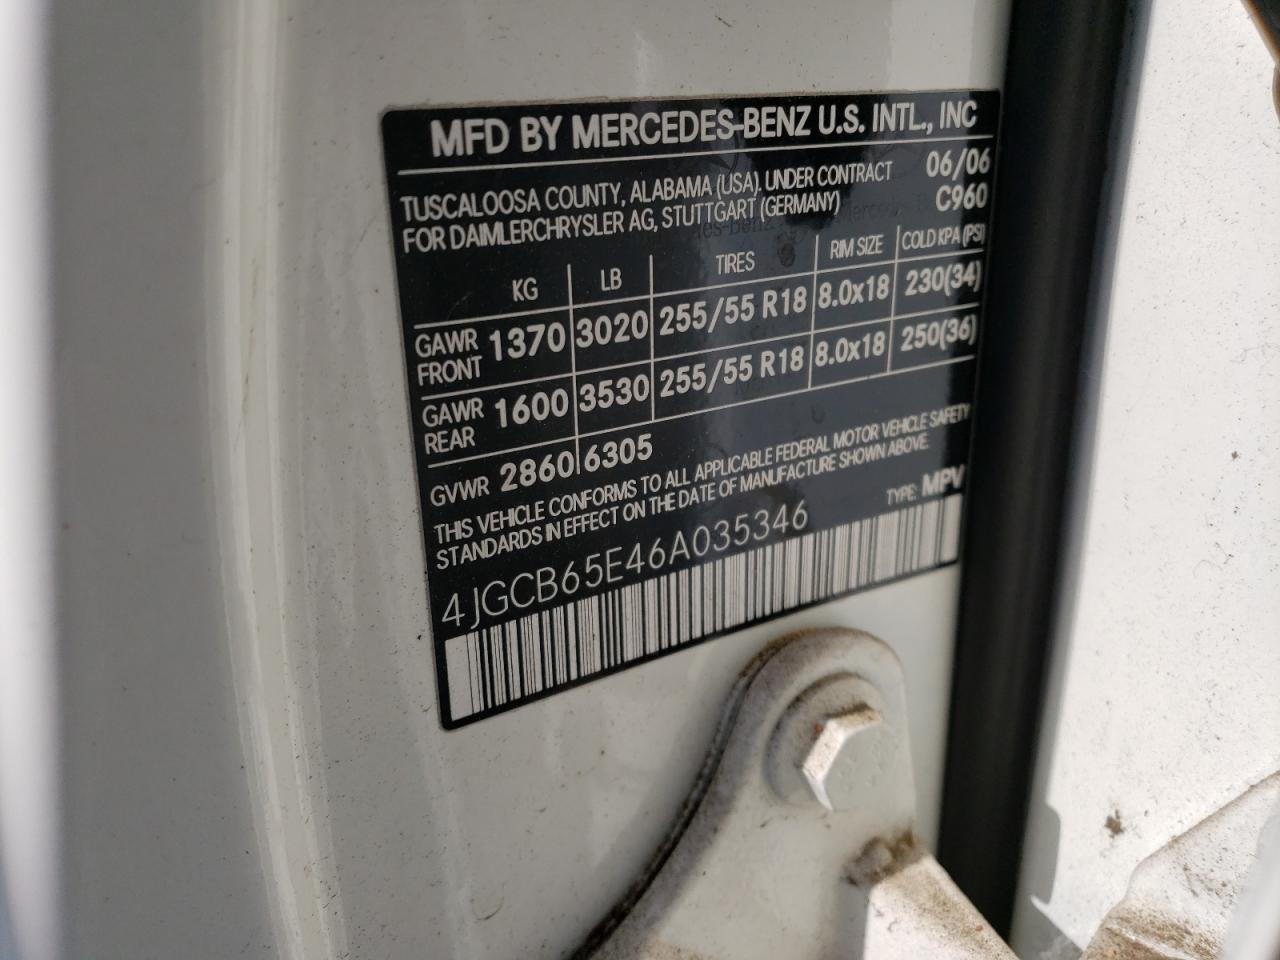 MFD BY MERCEDES-BENZ U.S. INTL., INC
TUSCALOOSA COUNTY, ALABAMA (USA). UNDER CONTRACT 06/06
FOR DAIMLERCHRYSLER AG, STUTTGART (GERMANY) C960
KG LB TIRES RIM SIZE COLD KPA (PSI)
GAWR FRONT 1370 3020 255/55 R18 8.0x18 230(34)
GAWR REAR 1600 3530 255/55 R18 8.0x18 250(36)
GVWR 2860 6305
THIS VEHICLE CONFORMS TO ALL APPLICABLE FEDERAL MOTOR VEHICLE SAFETY
STANDARDS IN EFFECT ON THE DATE OF MANUFACTURE SHOWN ABOVE.
4JGCB65E46A035346 TYPE: MPV